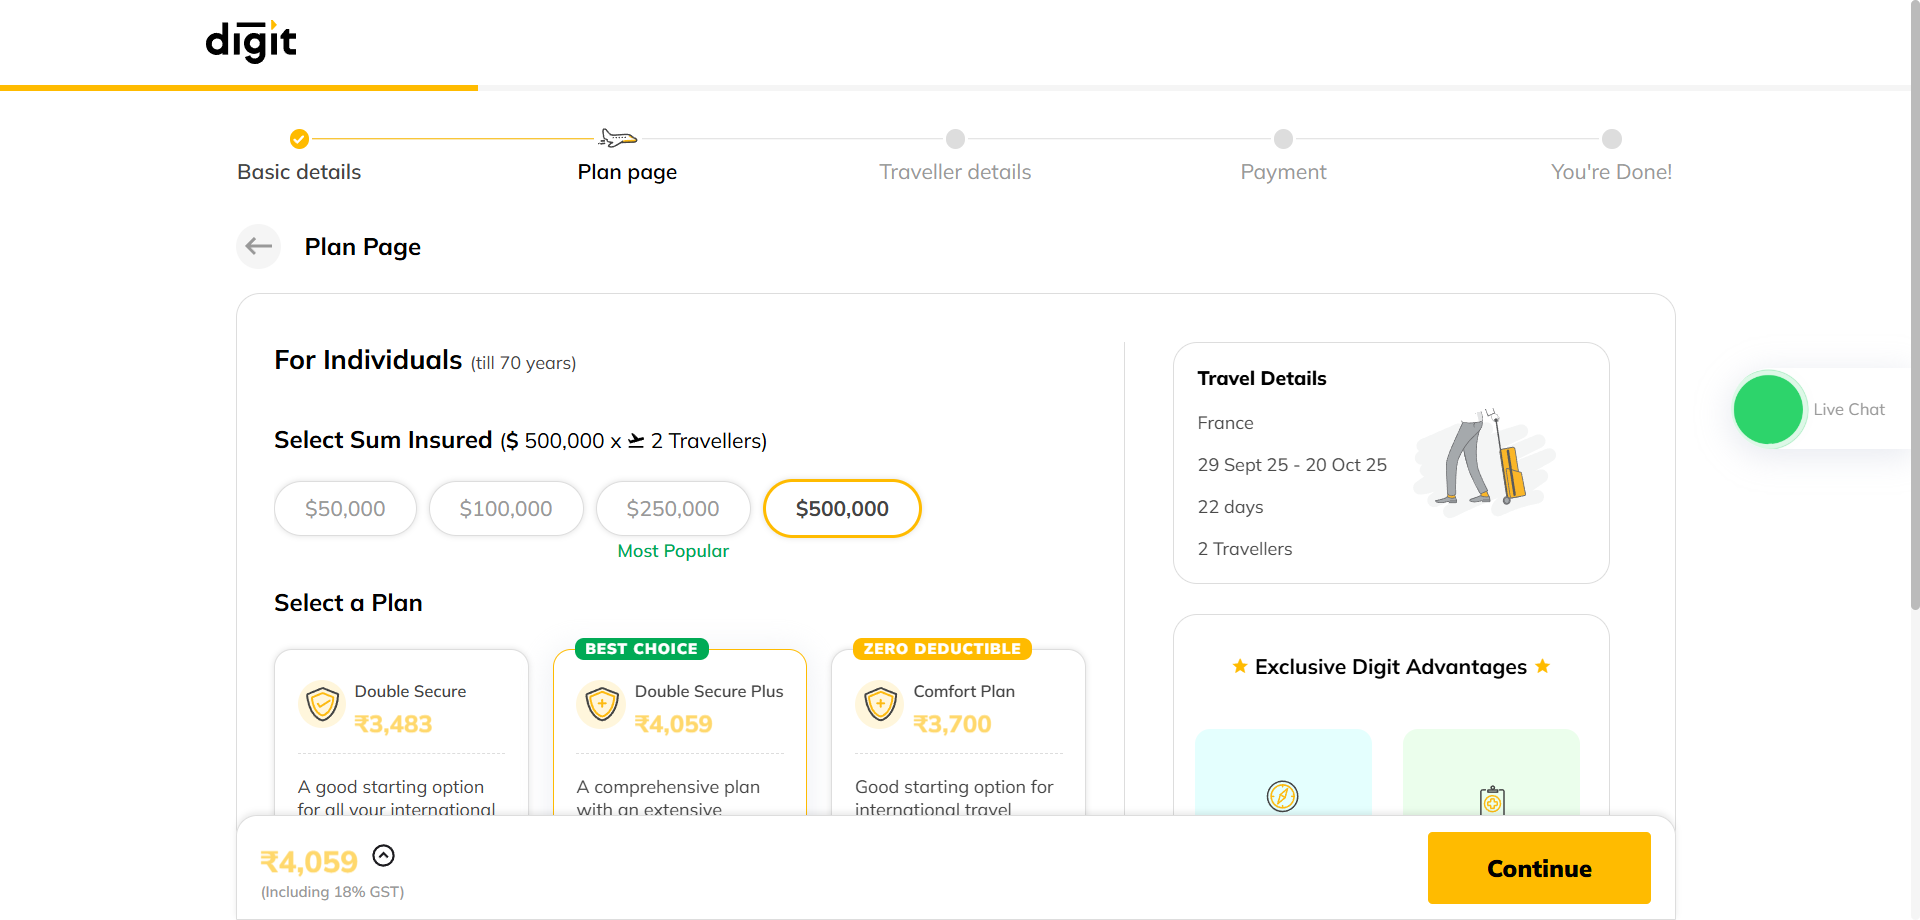 digit
Basic details
Plan page
Traveller details
Payment
You're Done!
Plan Page
For Individuals (till 70 years)
Select Sum Insured ($ 500,000 x 2 Travellers)
$50,000
$100,000
$250,000
$500,000
Most Popular
Select a Plan
Double Secure
₹3,483
A good starting option
for all your international
BEST CHOICE
Double Secure Plus
₹4,059
A comprehensive plan
with an extensive
ZERO DEDUCTIBLE
Comfort Plan
₹3,700
Good starting option for
international travel
Travel Details
France
29 Sept 25 - 20 Oct 25
22 days
2 Travellers
Exclusive Digit Advantages
Live Chat
₹4,059
(Including 18% GST)
Continue